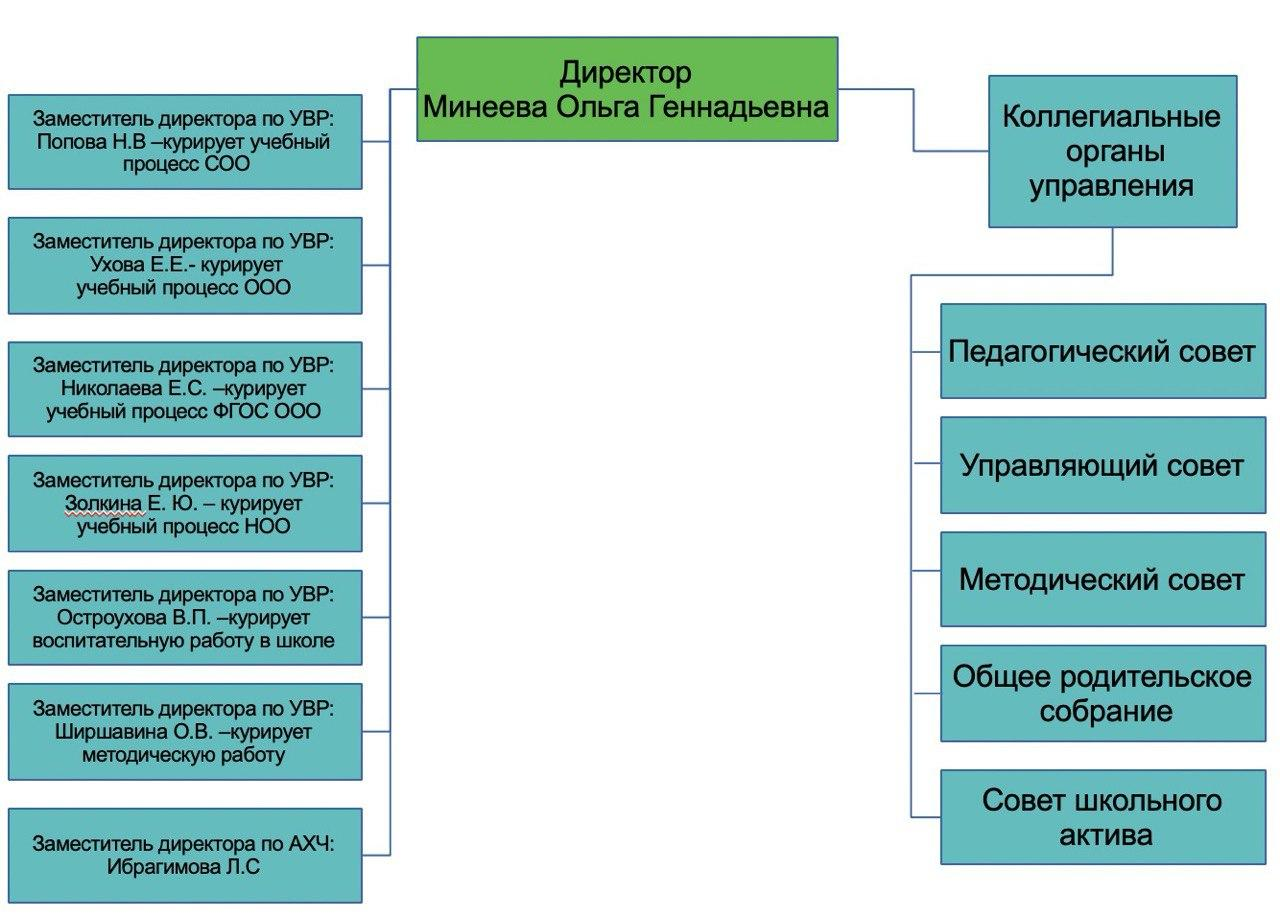 Директор
Минеева Ольга Геннадьевна
Заместитель директора по УВР:
Попова Н.В –курирует учебный
процесс СОО
Заместитель директора по УВР:
Ухова Е.Е.- курирует
учебный процесс ООО
Заместитель директора по УВР:
Николаева Е.С. –курирует
учебный процесс ФГОС ООО
Заместитель директора по УВР:
Золкина Е. Ю. – курирует
учебный процесс НОО
Заместитель директора по УВР:
Остроухова В.П. –курирует
воспитательную работу в школе
Заместитель директора по УВР:
Ширшавина О.В. –курирует
методическую работу
Заместитель директора по АХЧ:
Ибрагимова Л.С
Коллегиальные
органы
управления
Педагогический совет
Управляющий совет
Методический совет
Общее родительское
собрание
Совет школьного
актива